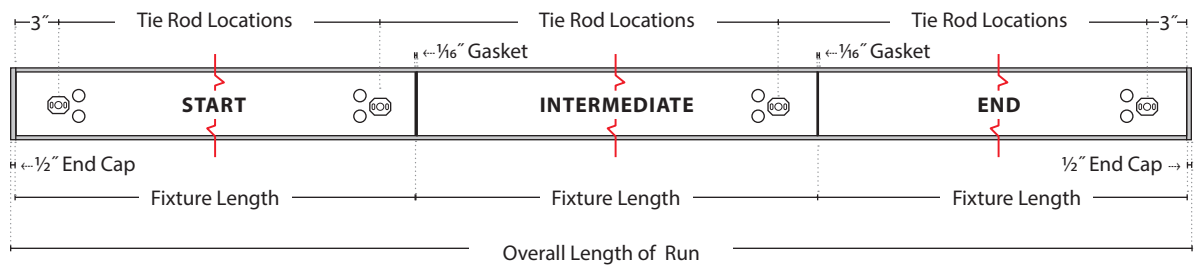 3˝ Tie Rod Locations Tie Rod Locations Tie Rod Locations 3˝
¹⁄₁₆˝ Gasket ¹⁄₁₆˝ Gasket
START INTERMEDIATE END
½˝ End Cap ½˝ End Cap
Fixture Length Fixture Length Fixture Length
Overall Length of Run